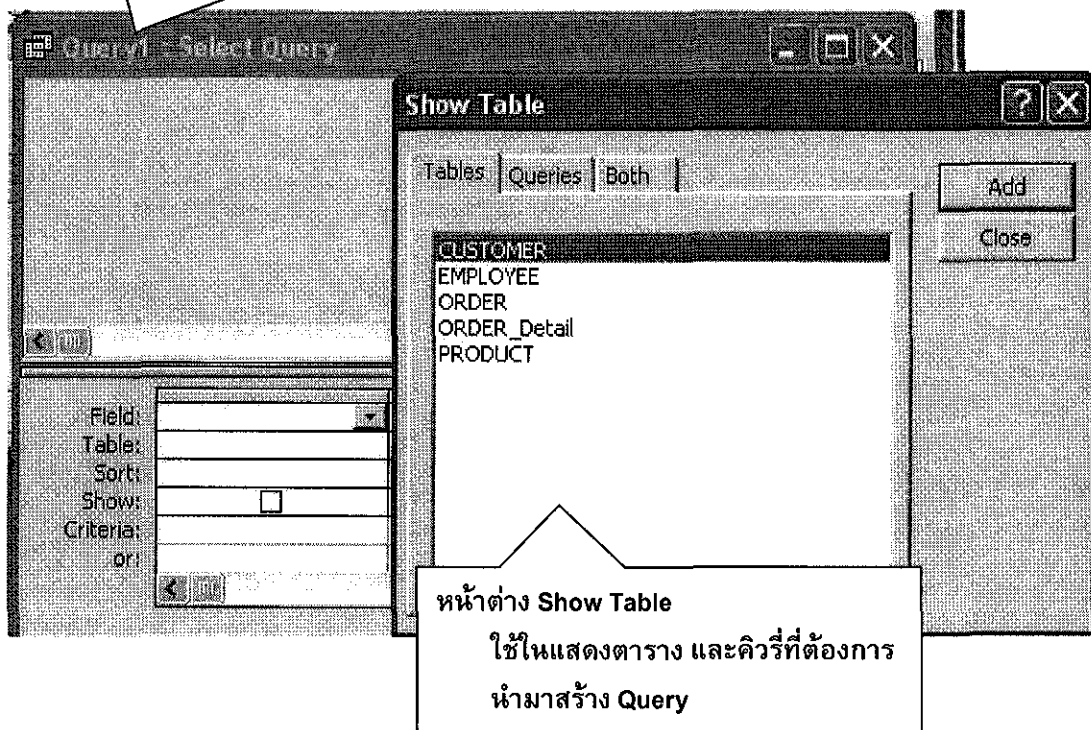 Query1 : Select Query
Show Table
Tables Queries Both
Add
Close
CUSTOMER
EMPLOYEE
ORDER
ORDER_Detail
PRODUCT
Field:
Table:
Sort:
Show:
Criteria:
or:
หน้าต่าง Show Table
ใช้ในแสดงตาราง และคิวรี่ที่ต้องการ
นำมาสร้าง Query